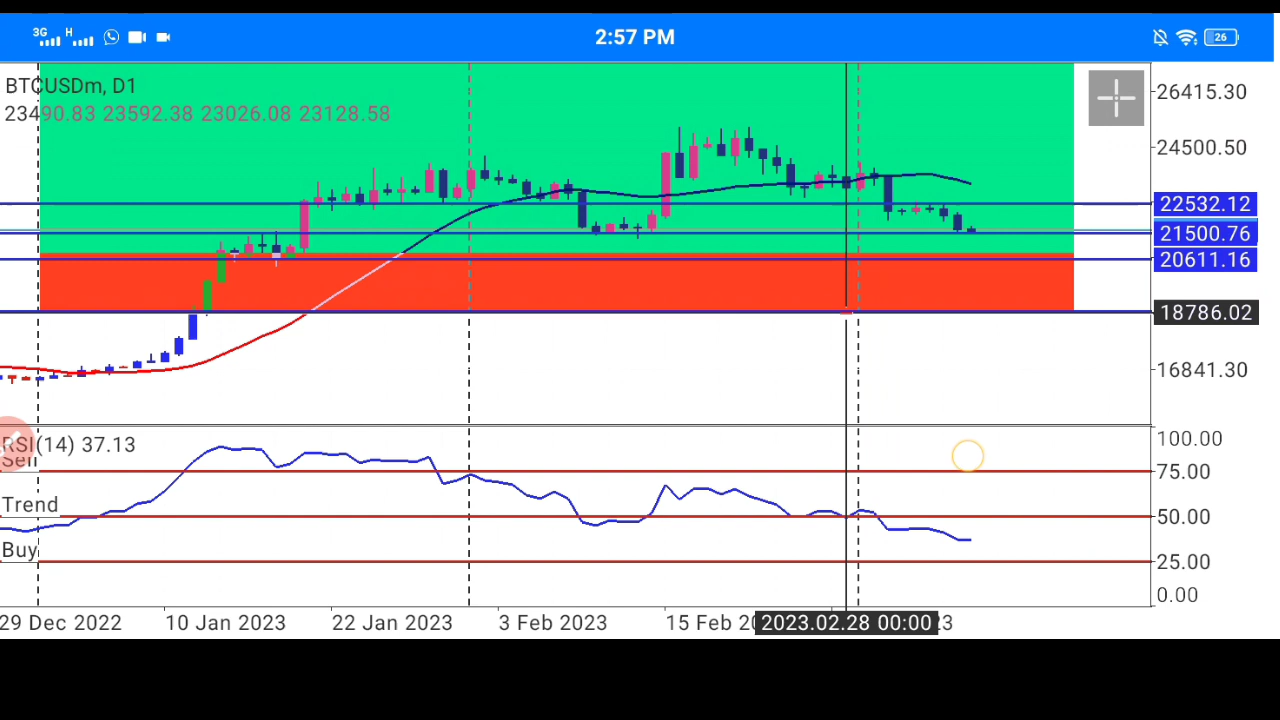 3G H 2:57 PM 26
BTCUSDm, D1
23490.83 23592.38 23026.08 23128.58
26415.30
24500.50
22532.12
21500.76
20611.16
18786.02
16841.30
RSI(14) 37.13
Sell
Trend
Buy
100.00
75.00
50.00
25.00
0.00
29 Dec 2022 10 Jan 2023 22 Jan 2023 3 Feb 2023 15 Feb 2023.02.28 00:00